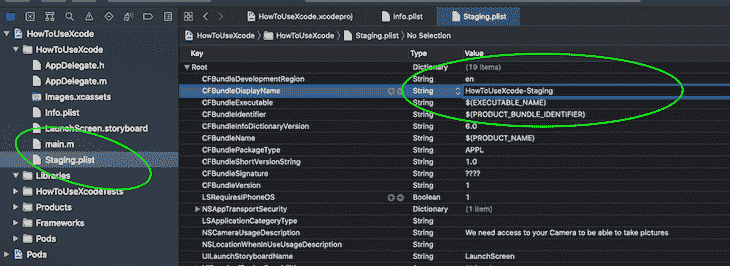 HowToUseXcode.xcodeproj
Info.plist
Staging.plist
HowToUseXcode
HowToUseXcode
HowToUseXcode
Staging.plist
No Selection
HowToUseXcode
Key
Type
Value
AppDelegate.h
Root
Dictionary
(19 items)
AppDelegate.m
CFBundleDevelopmentRegion
String
en
Images.xcassets
CFBundleDisplayName
String
HowToUseXcode-Staging
Info.plist
CFBundleExecutable
String
$(EXECUTABLE_NAME)
LaunchScreen.storyboard
CFBundleIdentifier
String
$(PRODUCT_BUNDLE_IDENTIFIER)
main.m
CFBundleInfoDictionaryVersion
String
6.0
CFBundleName
String
$(PRODUCT_NAME)
Staging.plist
CFBundlePackageType
String
APPL
Libraries
CFBundleShortVersionString
String
1.0
HowToUseXcodeTests
CFBundleSignature
String
????
Products
CFBundleVersion
String
1
LSRequiresIPhoneOS
Boolean
1
Frameworks
NSAppTransportSecurity
Dictionary
(1 item)
Pods
LSApplicationCategoryType
String
NSCameraUsageDescription
String
We need access to your Camera to be able to take pictures
Pods
NSLocationWhenInUseUsageDescription
String
UILaunchStoryboardName
String
LaunchScreen